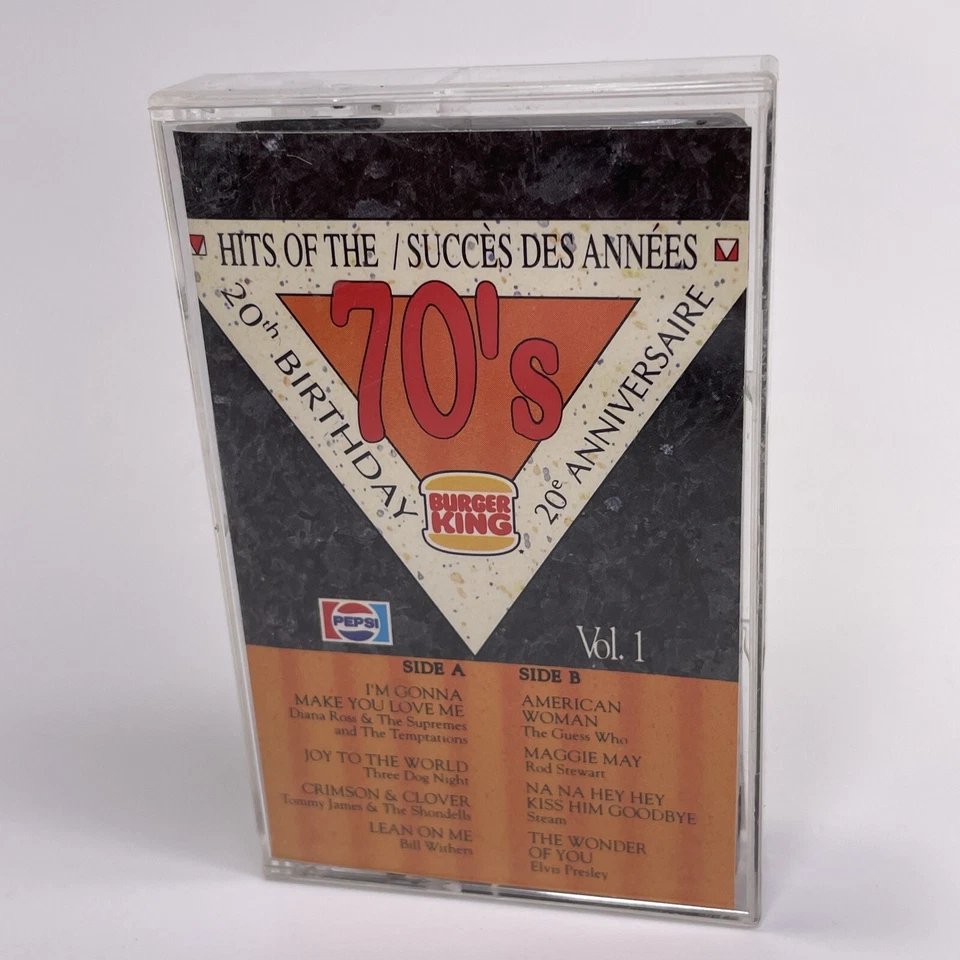 HITS OF THE / SUCCÈS DES ANNÉES
70's
20th BIRTHDAY
20e ANNIVERSAIRE
BURGER
KING
PEPSI
Vol. 1
SIDE A
I'M GONNA
MAKE YOU LOVE ME
Diana Ross & The Supremes
and The Temptations
JOY TO THE WORLD
Three Dog Night
CRIMSON & CLOVER
Tommy James & The Shondells
LEAN ON ME
Bill Withers
SIDE B
AMERICAN
WOMAN
The Guess Who
MAGGIE MAY
Rod Stewart
NA NA HEY HEY
KISS HIM GOODBYE
Steam
THE WONDER
OF YOU
Elvis Presley